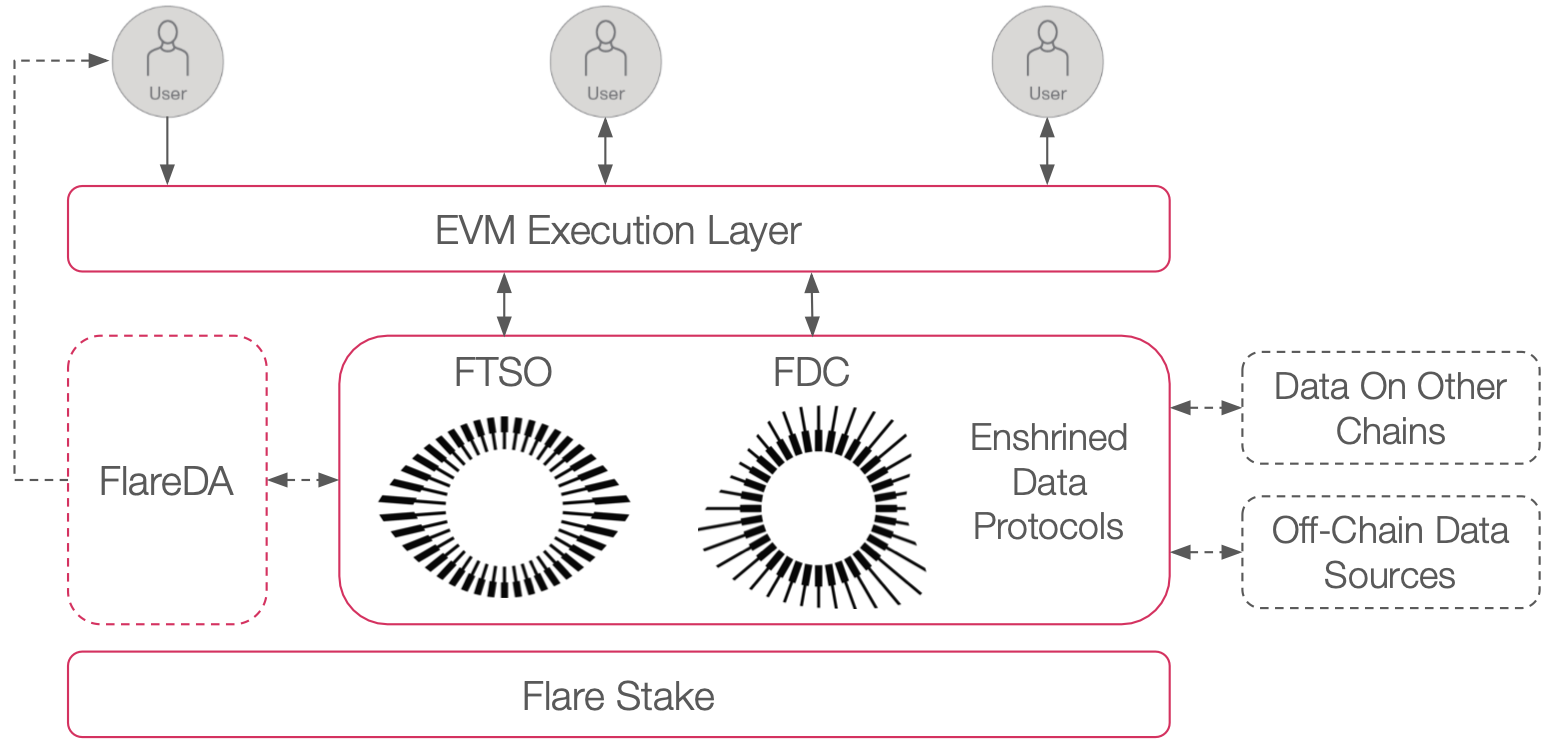 User
User
User
EVM Execution Layer
FTSO
FDC
Enshrined
Data
Protocols
FlareDA
Data On Other
Chains
Off-Chain Data
Sources
Flare Stake